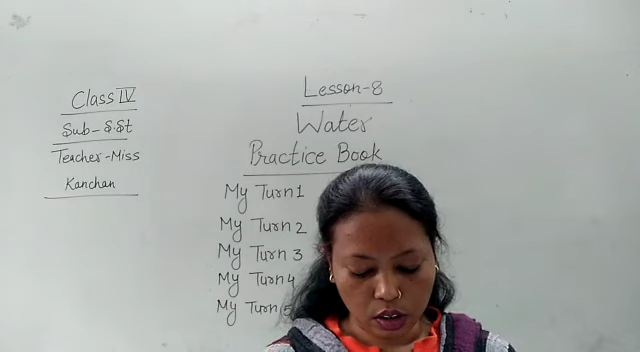 Class IV
Sub - S.St
Teacher - Miss
Kanchan
Lesson-8
Water
Practice Book
My Turn 1
My Turn 2
My Turn 3
My Turn 4
My Turn 5